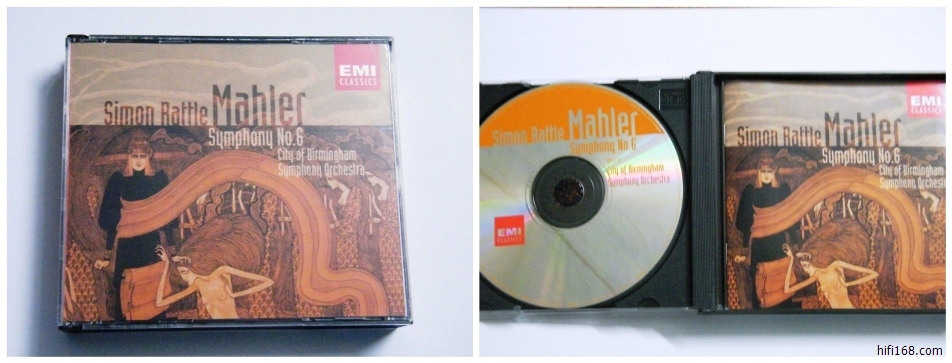 EMI
CLASSICS
Simon Rattle Mahler
Symphony No.6
City of Birmingham
Symphony Orchestra
Simon Rattle Mahler
Symphony No 6
City of Birmingham
Symphony Orchestra
EMI
CLASSICS
EMI
CLASSICS
Simon Rattle Mahler
Symphony No.6
City of Birmingham
Symphony Orchestra
hifi168.com